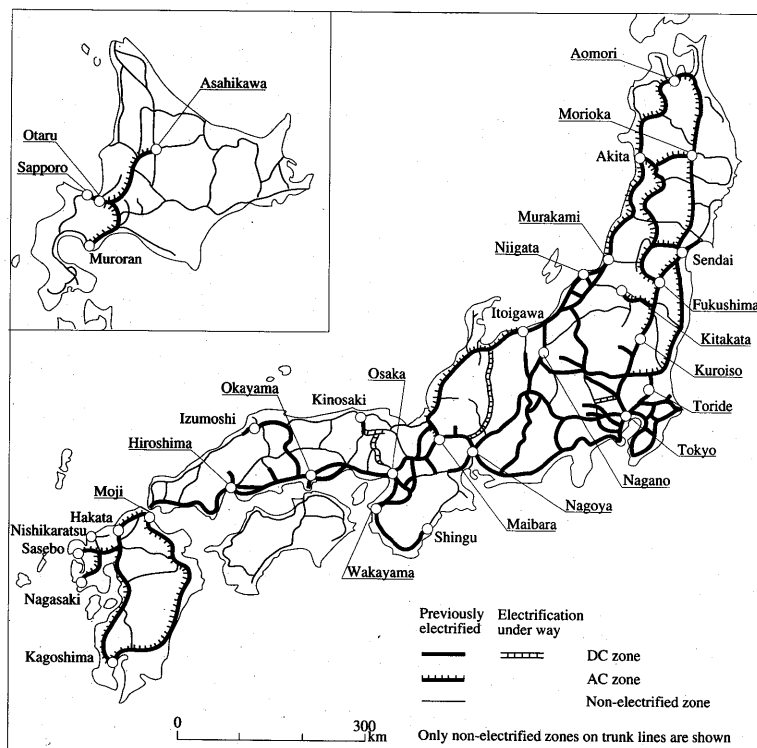 Asahikawa
Otaru
Sapporo
Muroran
Aomori
Morioka
Akita
Murakami
Niigata
Sendai
Itoigawa
Fukushima
Kitakata
Kuroiso
Osaka
Okayama
Kinosaki
Toride
Izumoshi
Hiroshima
Tokyo
Moji
Nagano
Hakata
Nagoya
Nishikaratsu
Maibara
Sasebo
Shingu
Wakayama
Nagasaki
Kagoshima
Previously electrified
Electrification under way
DC zone
AC zone
Non-electrified zone
0 300 km
Only non-electrified zones on trunk lines are shown